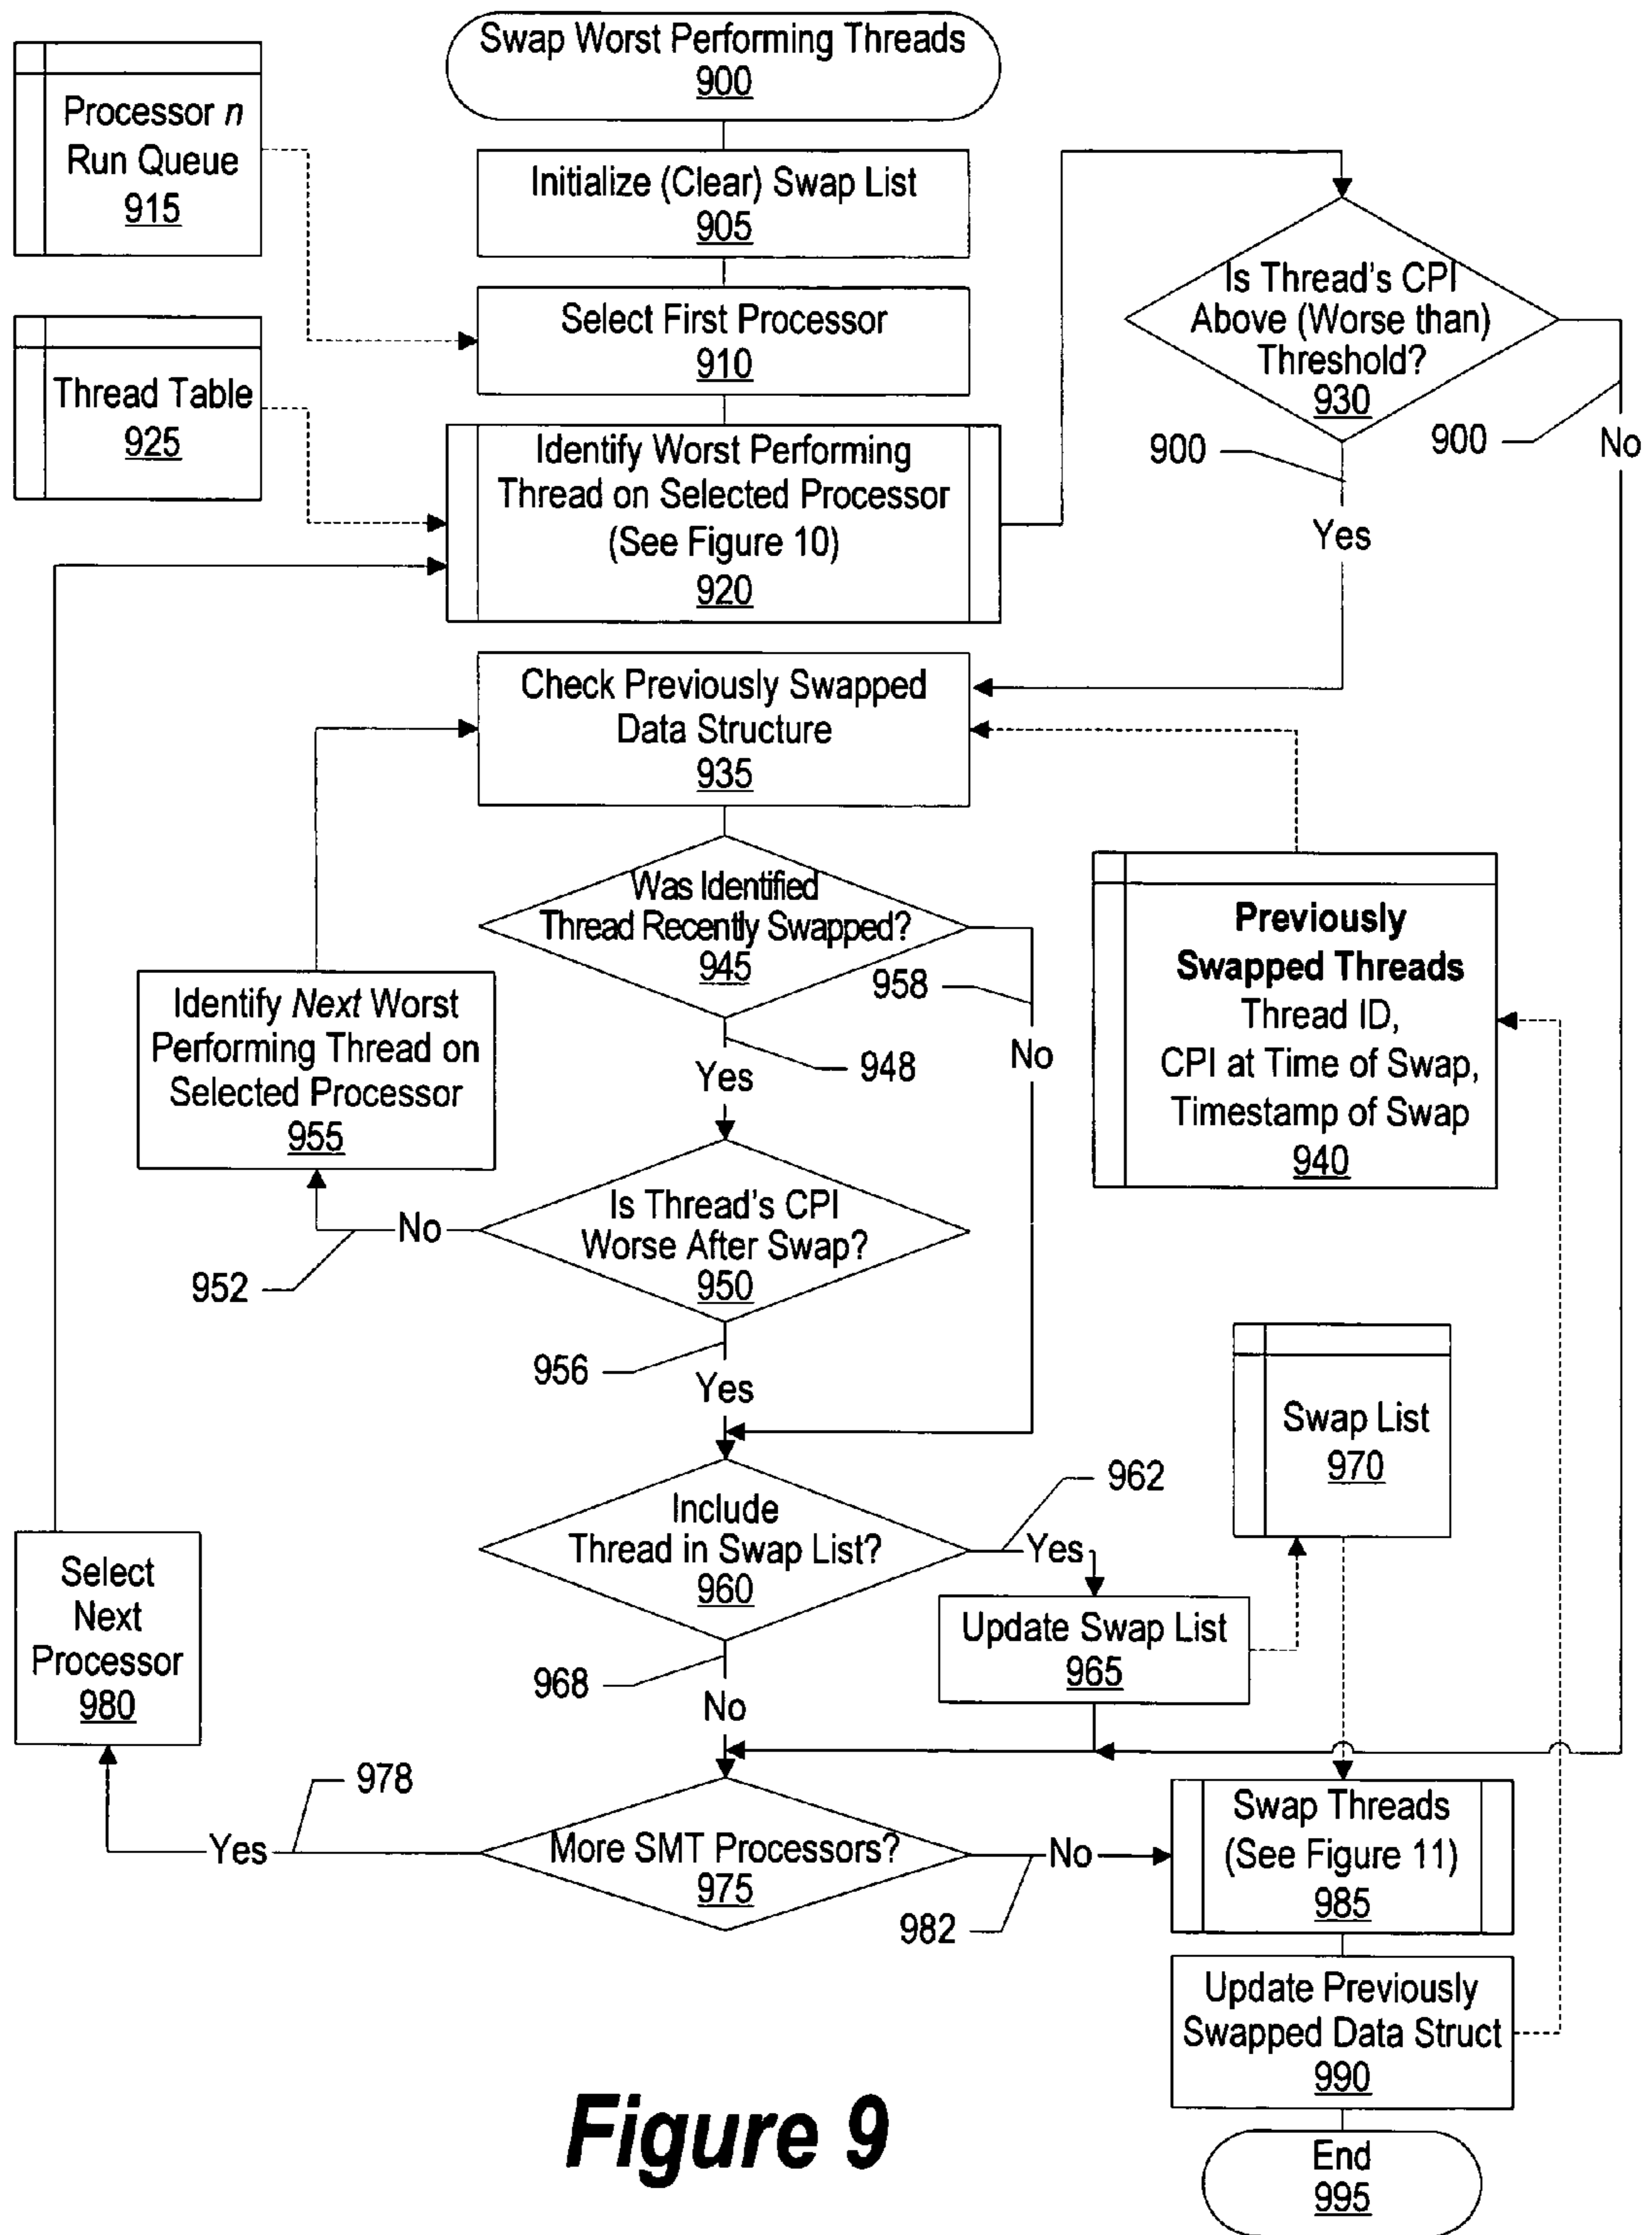 Swap Worst Performing Threads
900
Processor n
Run Queue
915
Initialize (Clear) Swap List
905
Select First Processor
910
Thread Table
925
Identify Worst Performing
Thread on Selected Processor
(See Figure 10)
920
Is Thread's CPI
Above (Worse than)
Threshold?
930
900
Yes
900
No
Check Previously Swapped
Data Structure
935
Was Identified
Thread Recently Swapped?
945
958
No
948
Yes
Previously
Swapped Threads
Thread ID,
CPI at Time of Swap,
Timestamp of Swap
940
Identify Next Worst
Performing Thread on
Selected Processor
955
Is Thread's CPI
Worse After Swap?
950
No
952
956
Yes
Swap List
970
Include
Thread in Swap List?
960
962
Yes
Update Swap List
965
968
No
Select
Next
Processor
980
978
Yes
More SMT Processors?
975
No
982
Swap Threads
(See Figure 11)
985
Update Previously
Swapped Data Struct
990
End
995
Figure 9